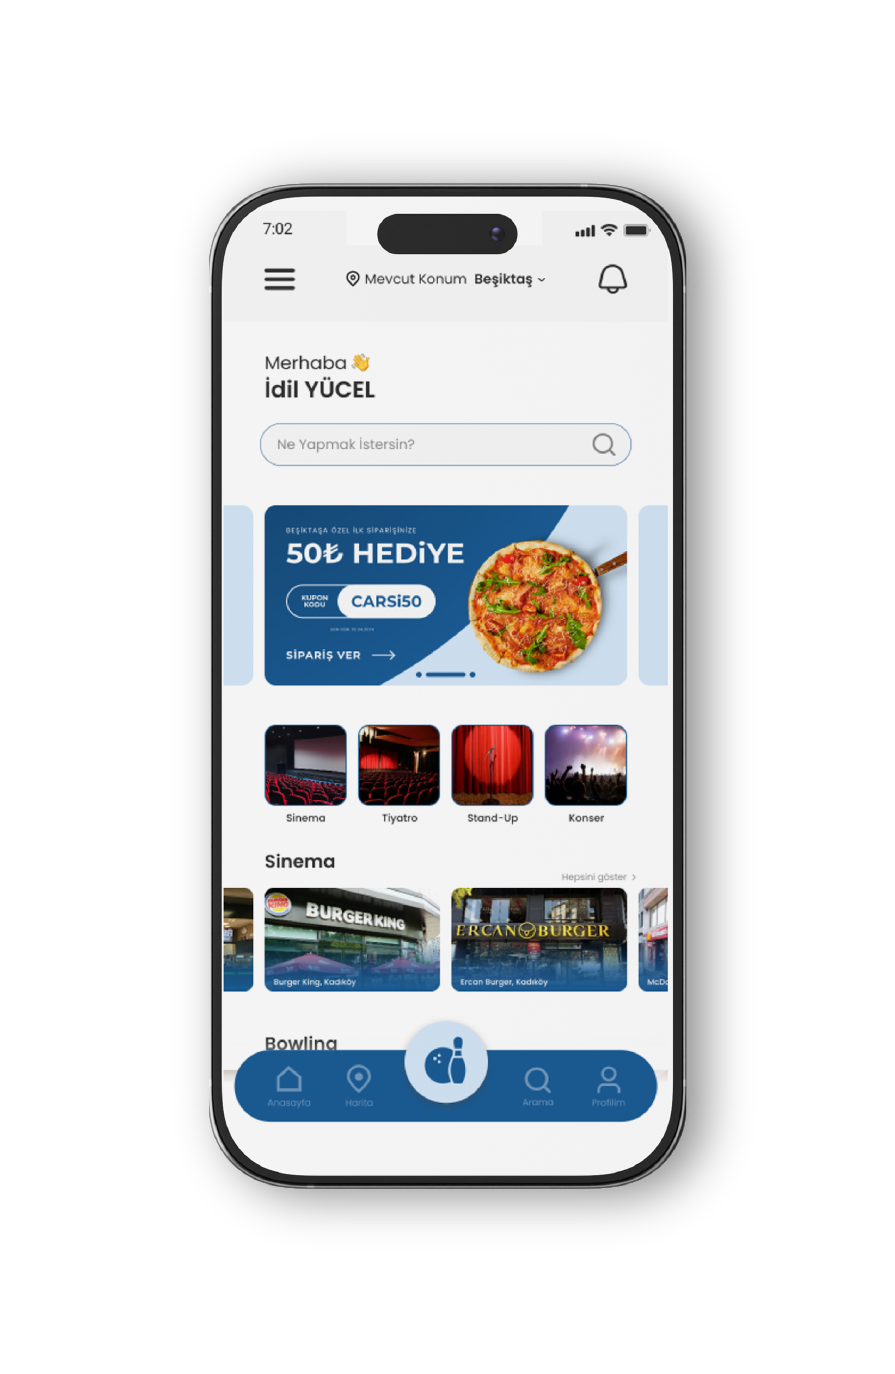 7:02
Mevcut Konum Beşiktaş
Merhaba 👋
İdil YÜCEL
Ne Yapmak İstersin?
BEŞİKTAŞA ÖZEL İLK SİPARİŞİNİZE
50₺ HEDİYE
KUPON
KODU
CARSi50
SİPARİŞ VER
Sinema
Tiyatro
Stand-Up
Konser
Sinema
Hepsini göster
BURGER KING
BURGER KING
ERCAN BURGER
Burger King, Kadıköy
Ercan Burger, Kadıköy
McDo
Bowling
Anasayfa
Harita
Arama
Profilim